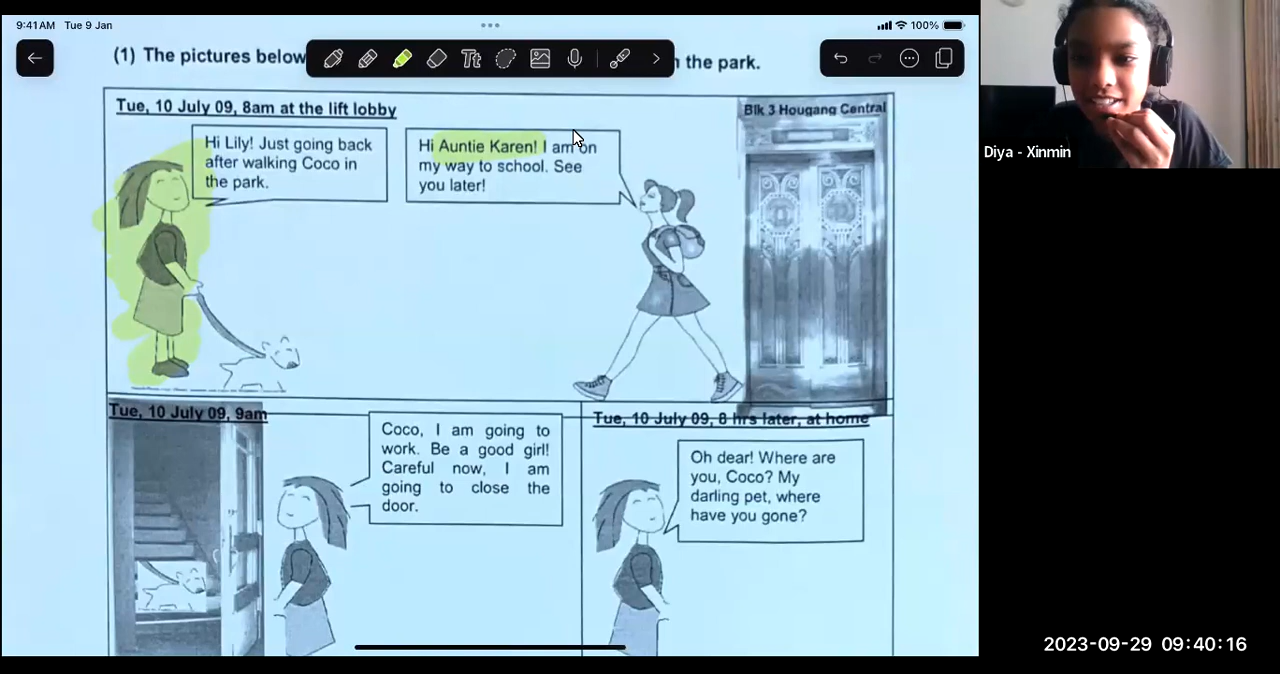 9:41 AM Tue 9 Jan
100%
(1) The pictures below
the park.
Tt
Tue, 10 July 09, 8am at the lift lobby
Blk 3 Hougang Central
Hi Lily! Just going back
after walking Coco in
the park.
Hi Auntie Karen! I am on
my way to school. See
you later!
Diya - Xinmin
Tue, 10 July 09, 9am
Coco, I am going to
work. Be a good girl!
Careful now, I am
going to close the
door.
Tue, 10 July 09, 8 hrs later, at home
Oh dear! Where are
you, Coco? My
darling pet, where
have you gone?
2023-09-29 09:40:16